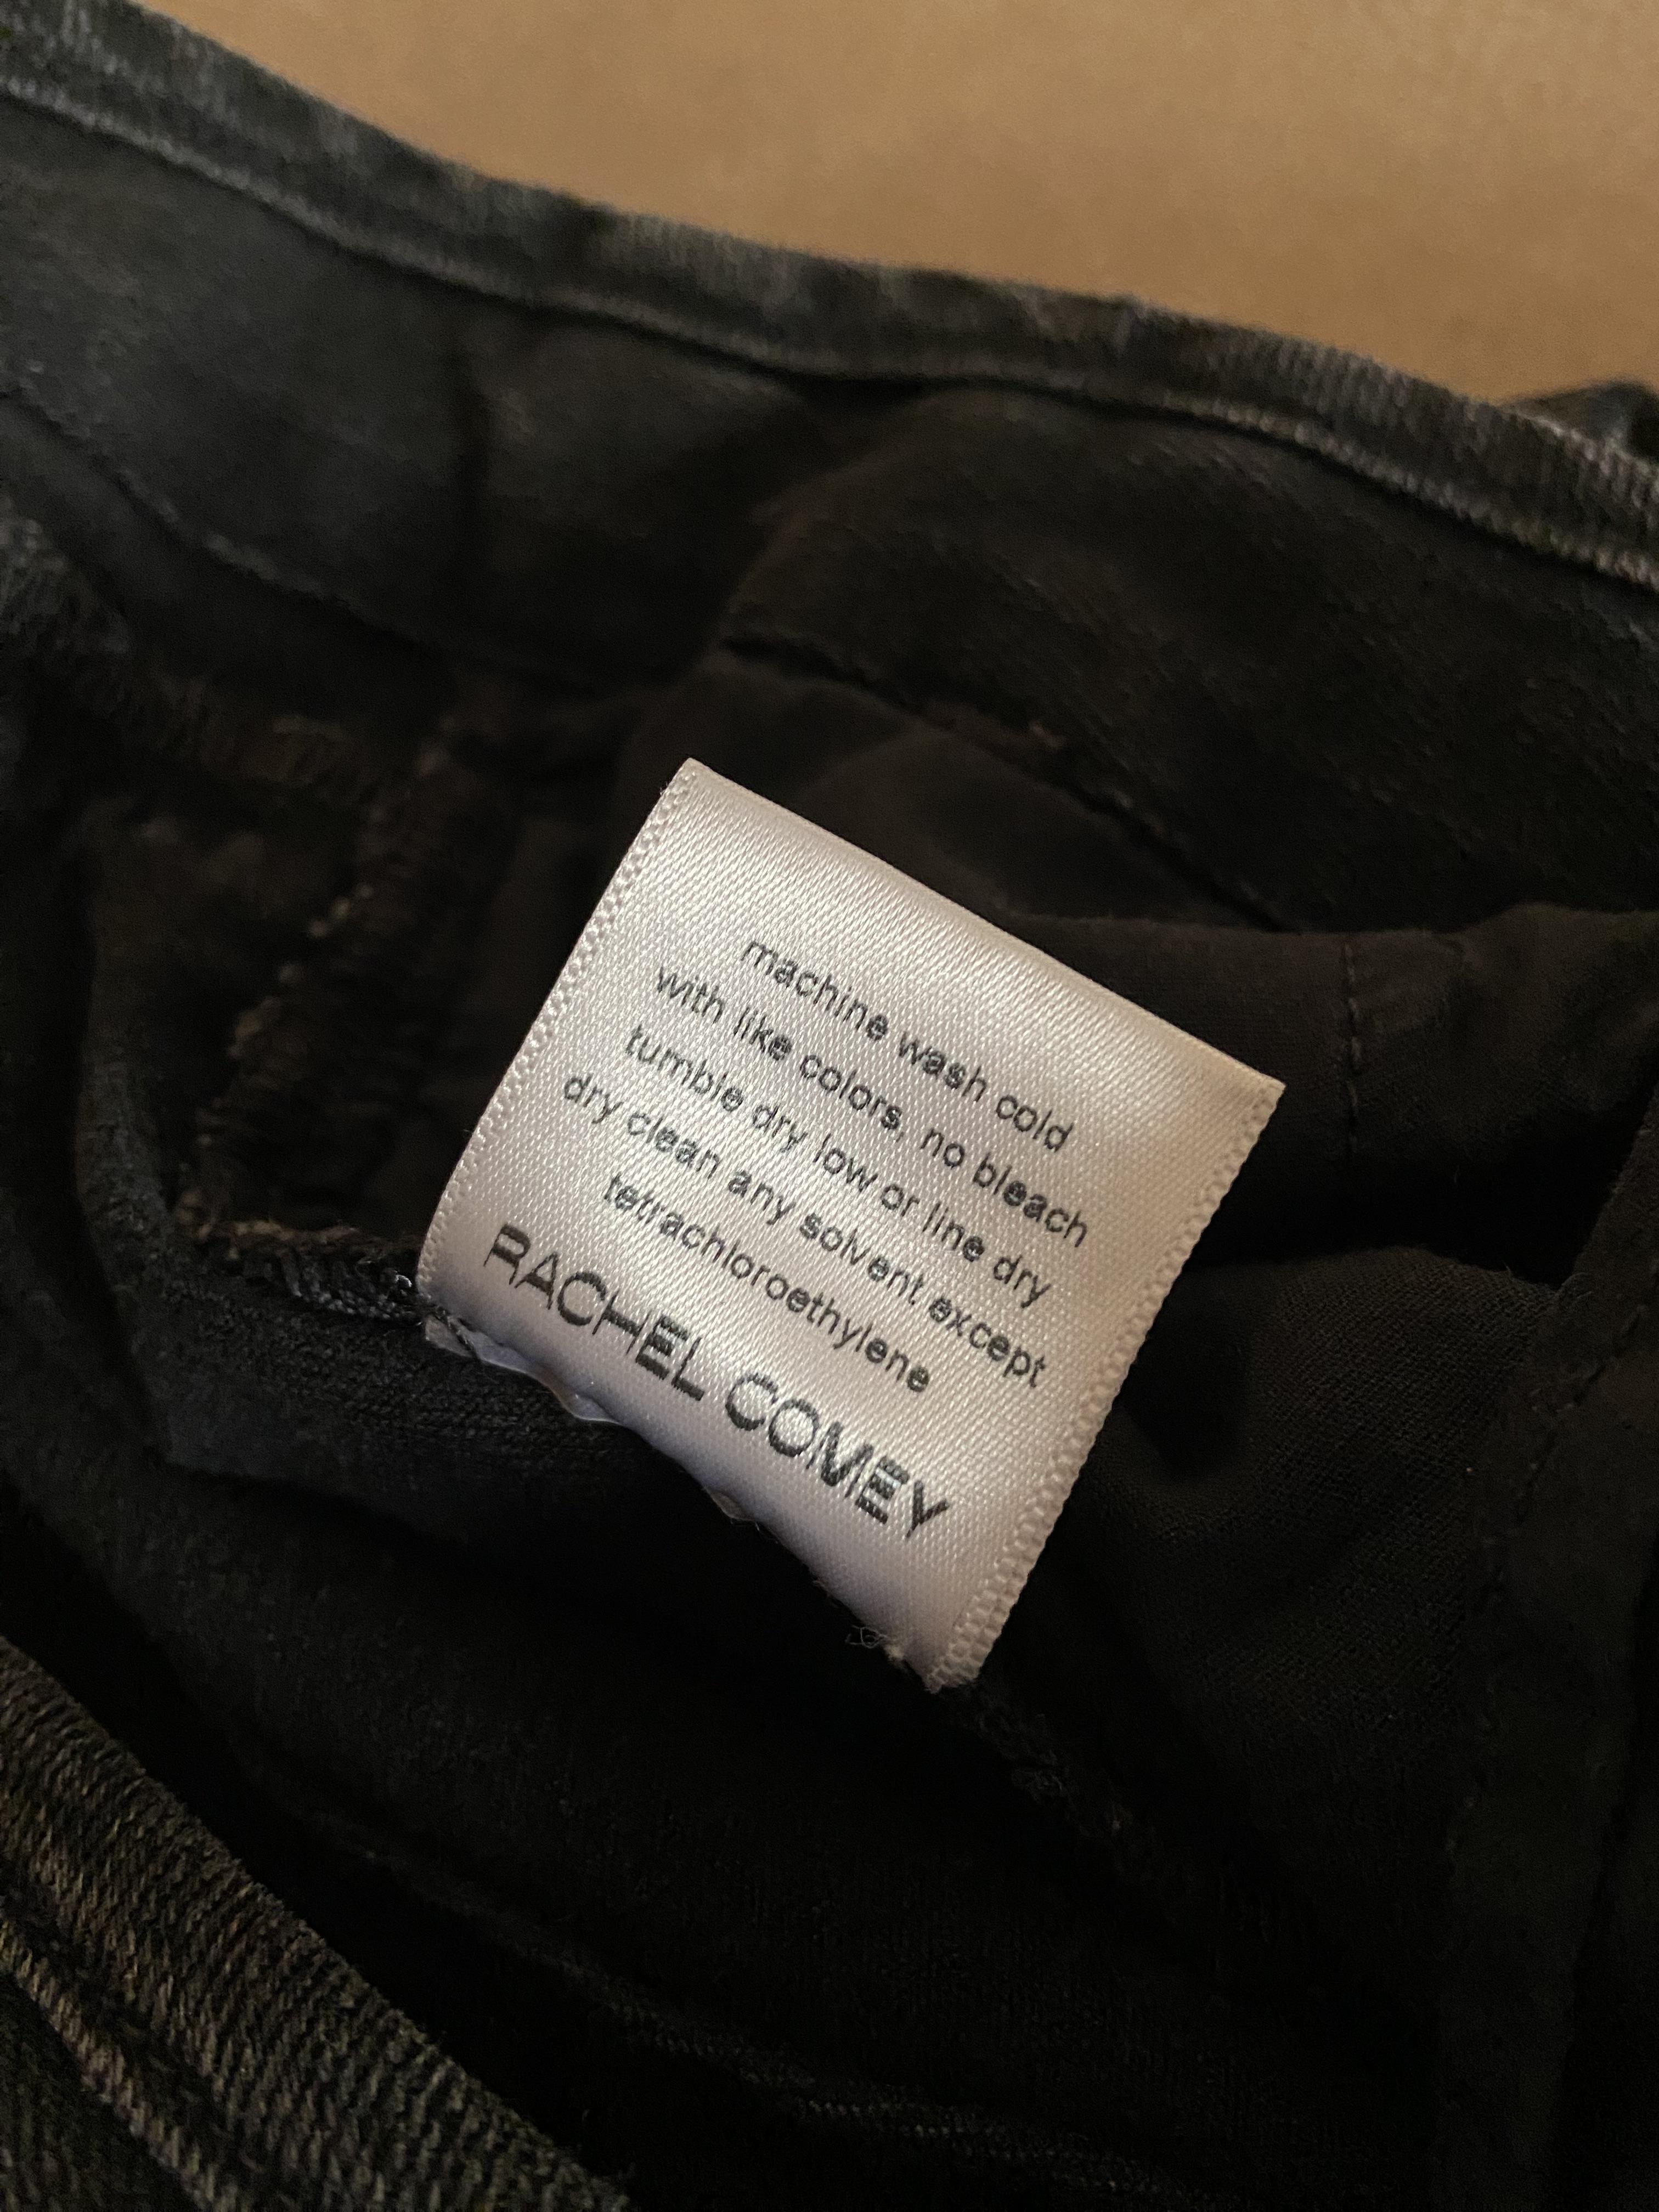 machine wash cold
with like colors, no bleach
tumble dry low or line dry
dry clean any solvent except
tetrachloroethylene
RACHEL COMEY